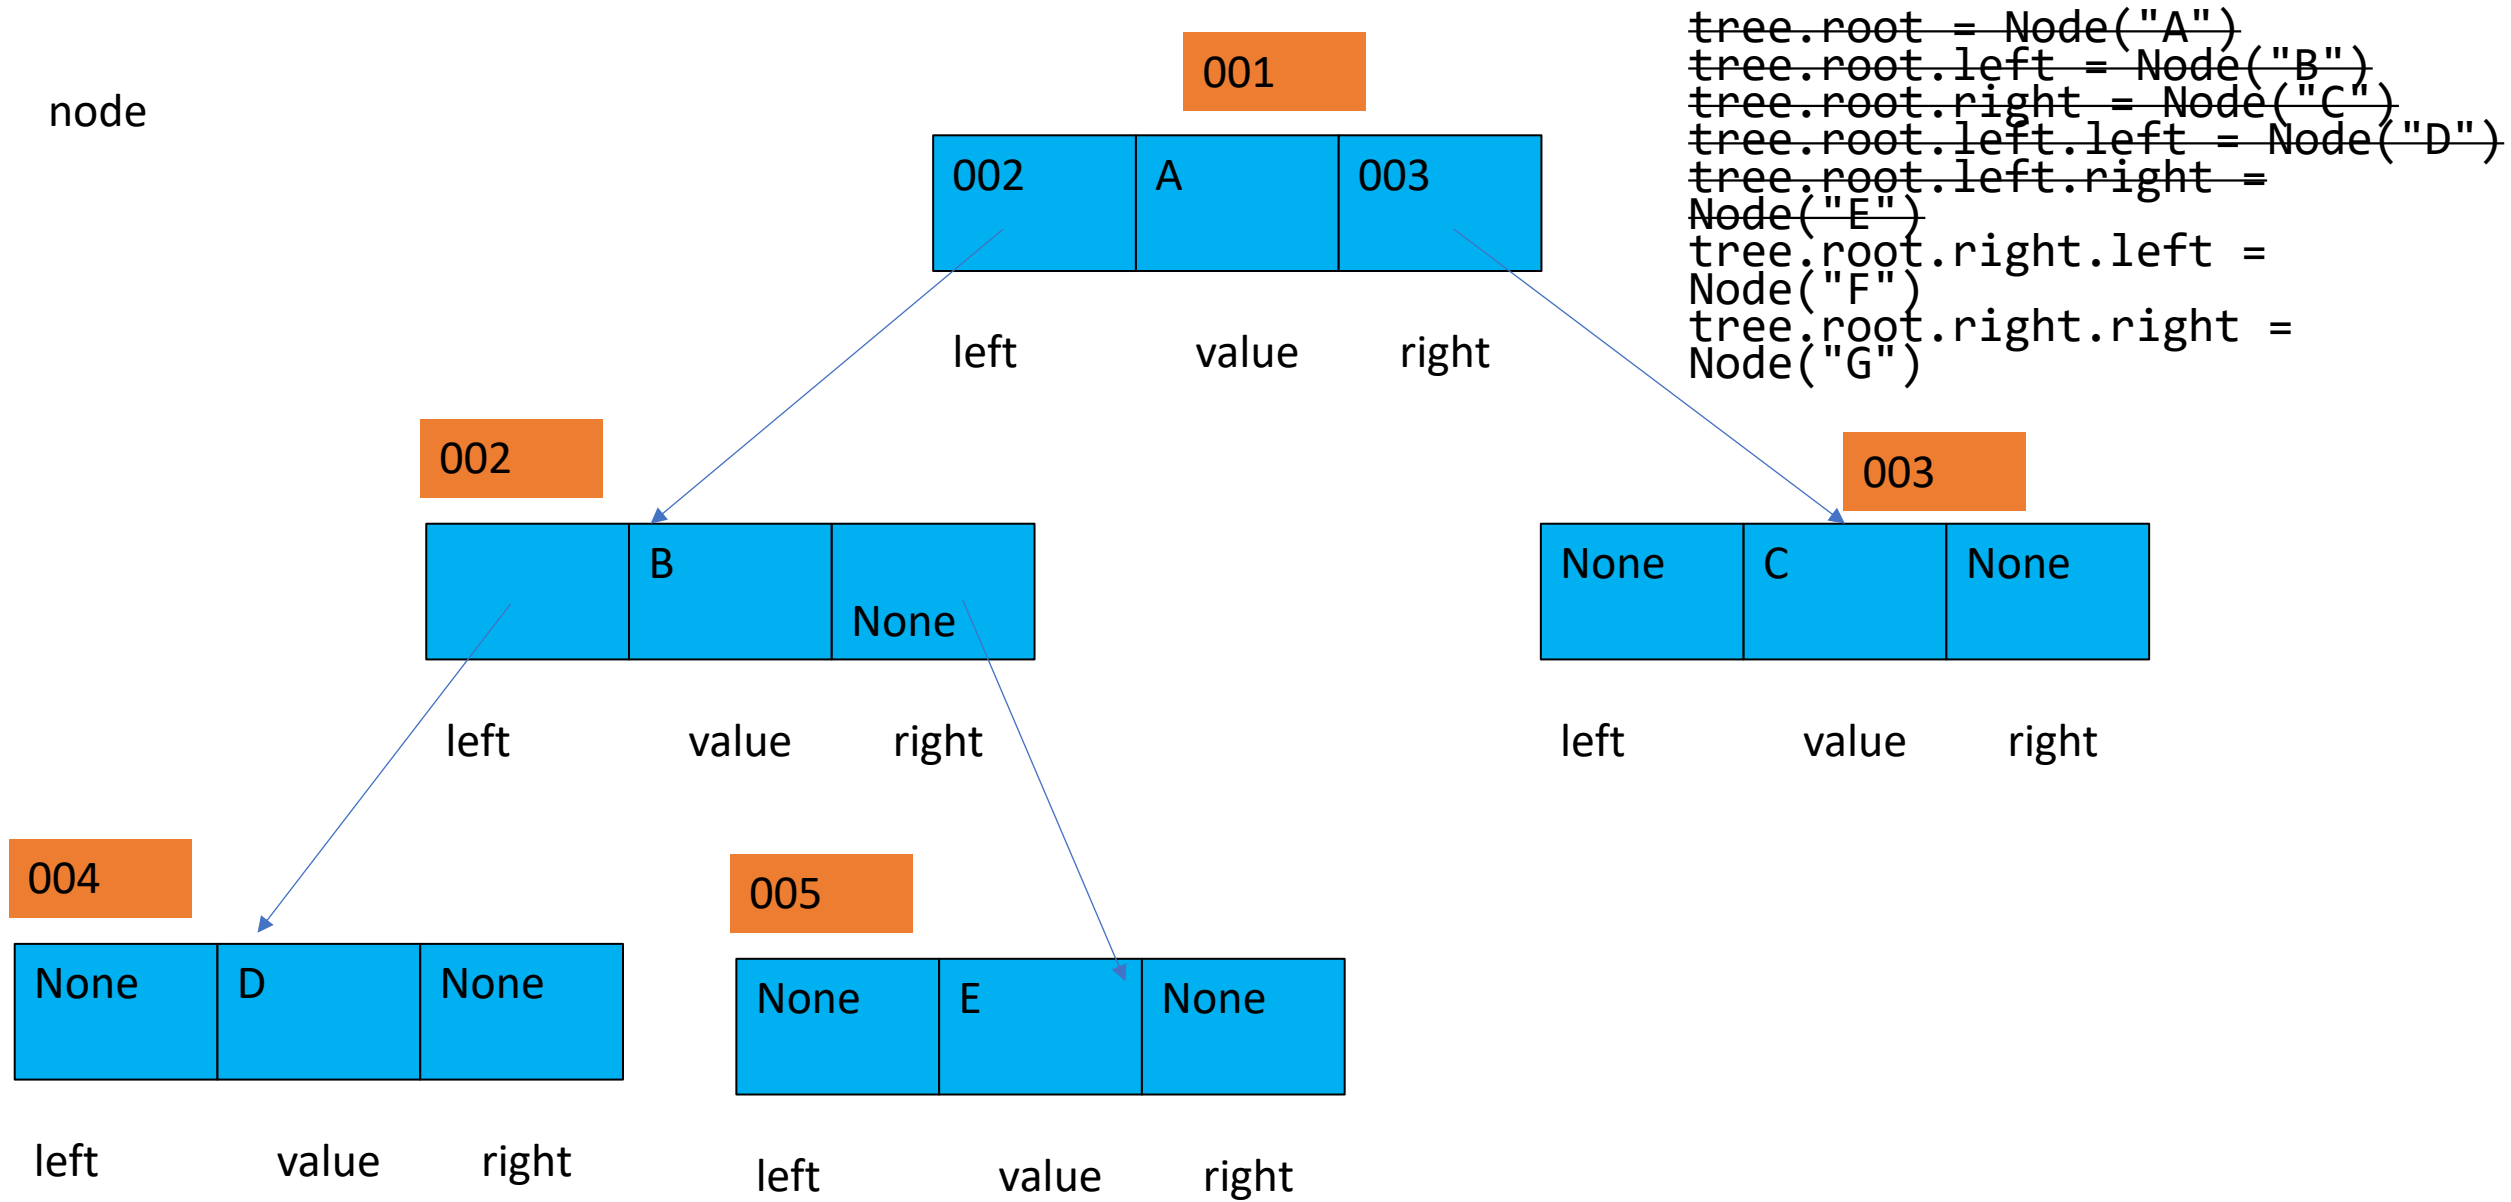 node
001
002 A 003
left value right
tree.root = Node("A")
tree.root.left = Node("B")
tree.root.right = Node("C")
tree.root.left.left = Node("D")
tree.root.left.right =
Node("E")
tree.root.right.left =
Node("F")
tree.root.right.right =
Node("G")
002
B
None
left value right
003
None C None
left value right
004
None D None
left value right
005
None E None
left value right